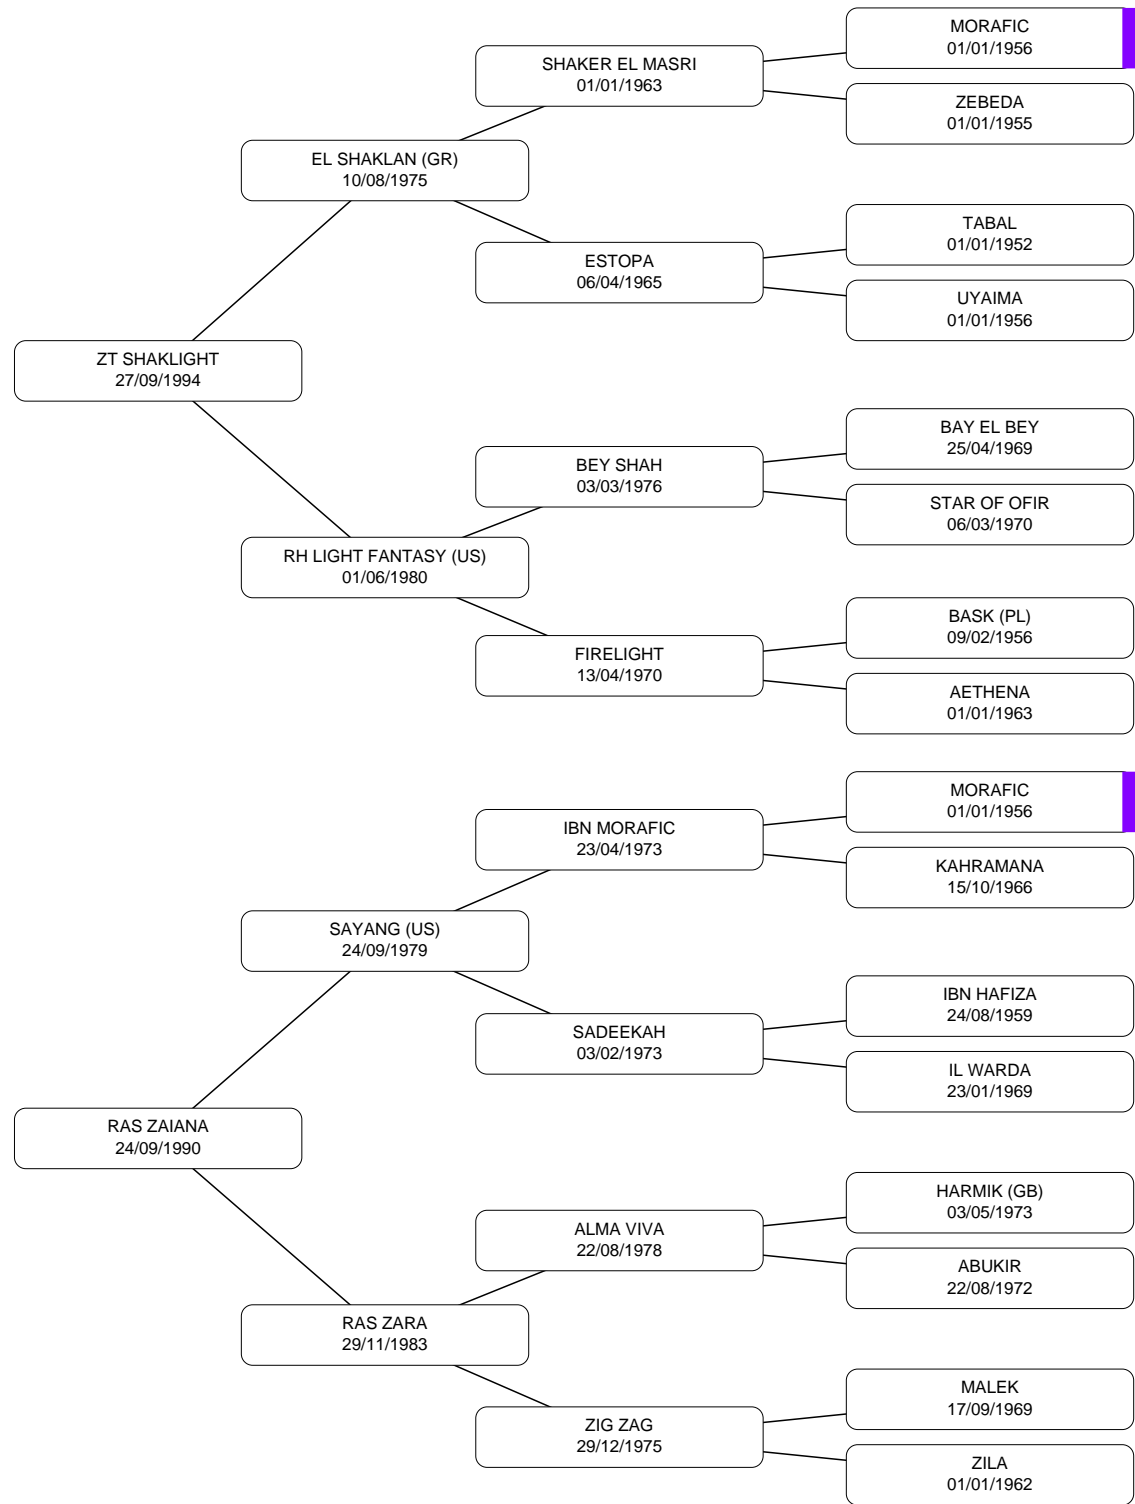 MORAFIC
01/01/1956
SHAKER EL MASRI
01/01/1963
ZEBEDA
01/01/1955
EL SHAKLAN (GR)
10/08/1975
TABAL
01/01/1952
ESTOPA
06/04/1965
UYAIMA
01/01/1956
ZT SHAKLIGHT
27/09/1994
BAY EL BEY
25/04/1969
BEY SHAH
03/03/1976
STAR OF OFIR
06/03/1970
RH LIGHT FANTASY (US)
01/06/1980
BASK (PL)
09/02/1956
FIRELIGHT
13/04/1970
AETHENA
01/01/1963
MORAFIC
01/01/1956
IBN MORAFIC
23/04/1973
KAHRAMANA
15/10/1966
SAYANG (US)
24/09/1979
IBN HAFIZA
24/08/1959
SADEEKAH
03/02/1973
IL WARDA
23/01/1969
RAS ZAIANA
24/09/1990
HARMIK (GB)
03/05/1973
ALMA VIVA
22/08/1978
ABUKIR
22/08/1972
RAS ZARA
29/11/1983
MALEK
17/09/1969
ZIG ZAG
29/12/1975
ZILA
01/01/1962